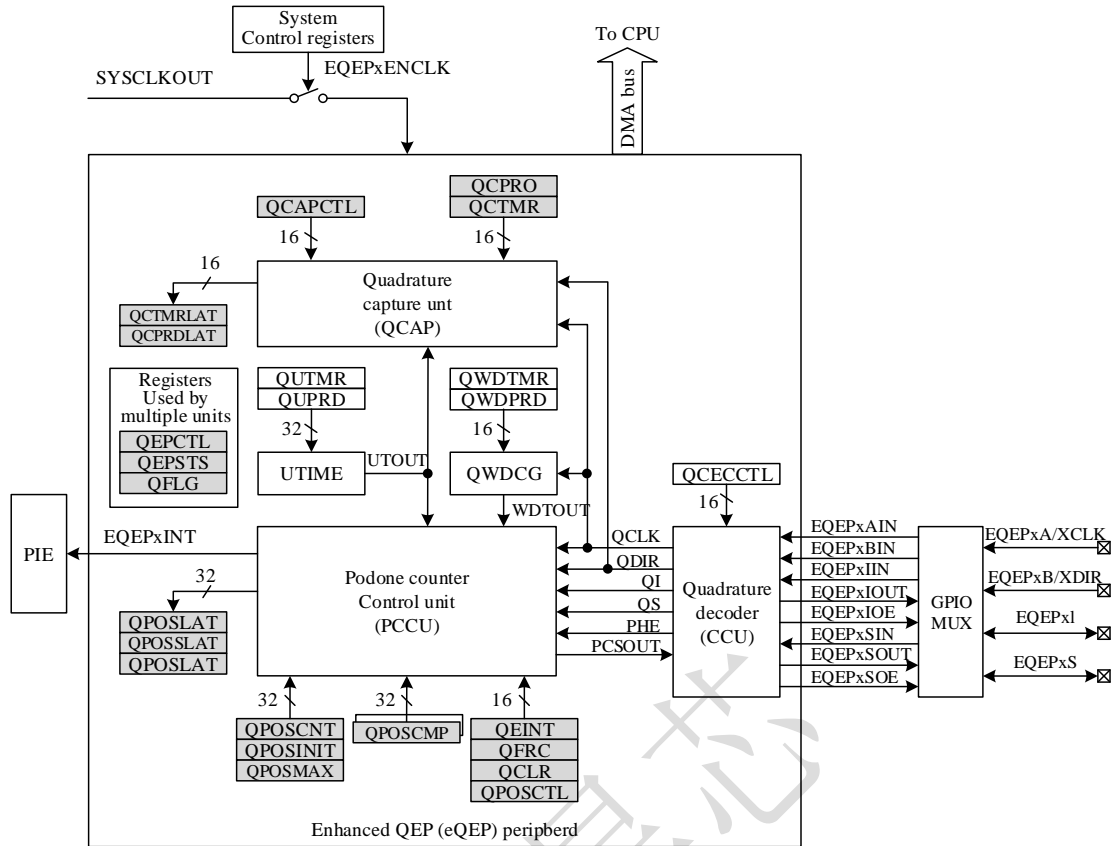 System
Control registers
To CPU
SYSCLKOUT
EQEPxENCLK
DMA bus
QCPRO
QCAPCTL
QCTMR
16
16
16
Quadrature
capture unt
(QCAP)
QCTMRLAT
QCPRDLAT
Registers
Used by
multiple units
QEPCTL
QEPSTS
QFLG
QUTMR
QUPRD
QWDTMR
QWDPRD
32
16
UTIME
UTOUT
QWDCG
QCECCTL
WDTOUT
16
PIE
EQEPxINT
32
QPOSLAT
QPOSSLAT
QPOSLAT
Podone counter
Control unit
(PCCU)
QCLK
QDIR
QI
QS
PHE
PCSOUT
Quadrature
decoder
(CCU)
EQEPxAIN
EQEPxBIN
EQEPxIIN
EQEPxIOUT
EQEPxIOE
EQEPxSIN
EQEPxSOUT
EQEPxSOE
GPIO
MUX
EQEPxA/XCLK
EQEPxB/XDIR
EQEPxl
EQEPxS
32
32
16
QPOSCNT
QPOSINIT
QPOSMAX
QPOSCMP
QEINT
QFRC
QCLR
QPOSCTL
Enhanced QEP (eQEP) peripberd
芯